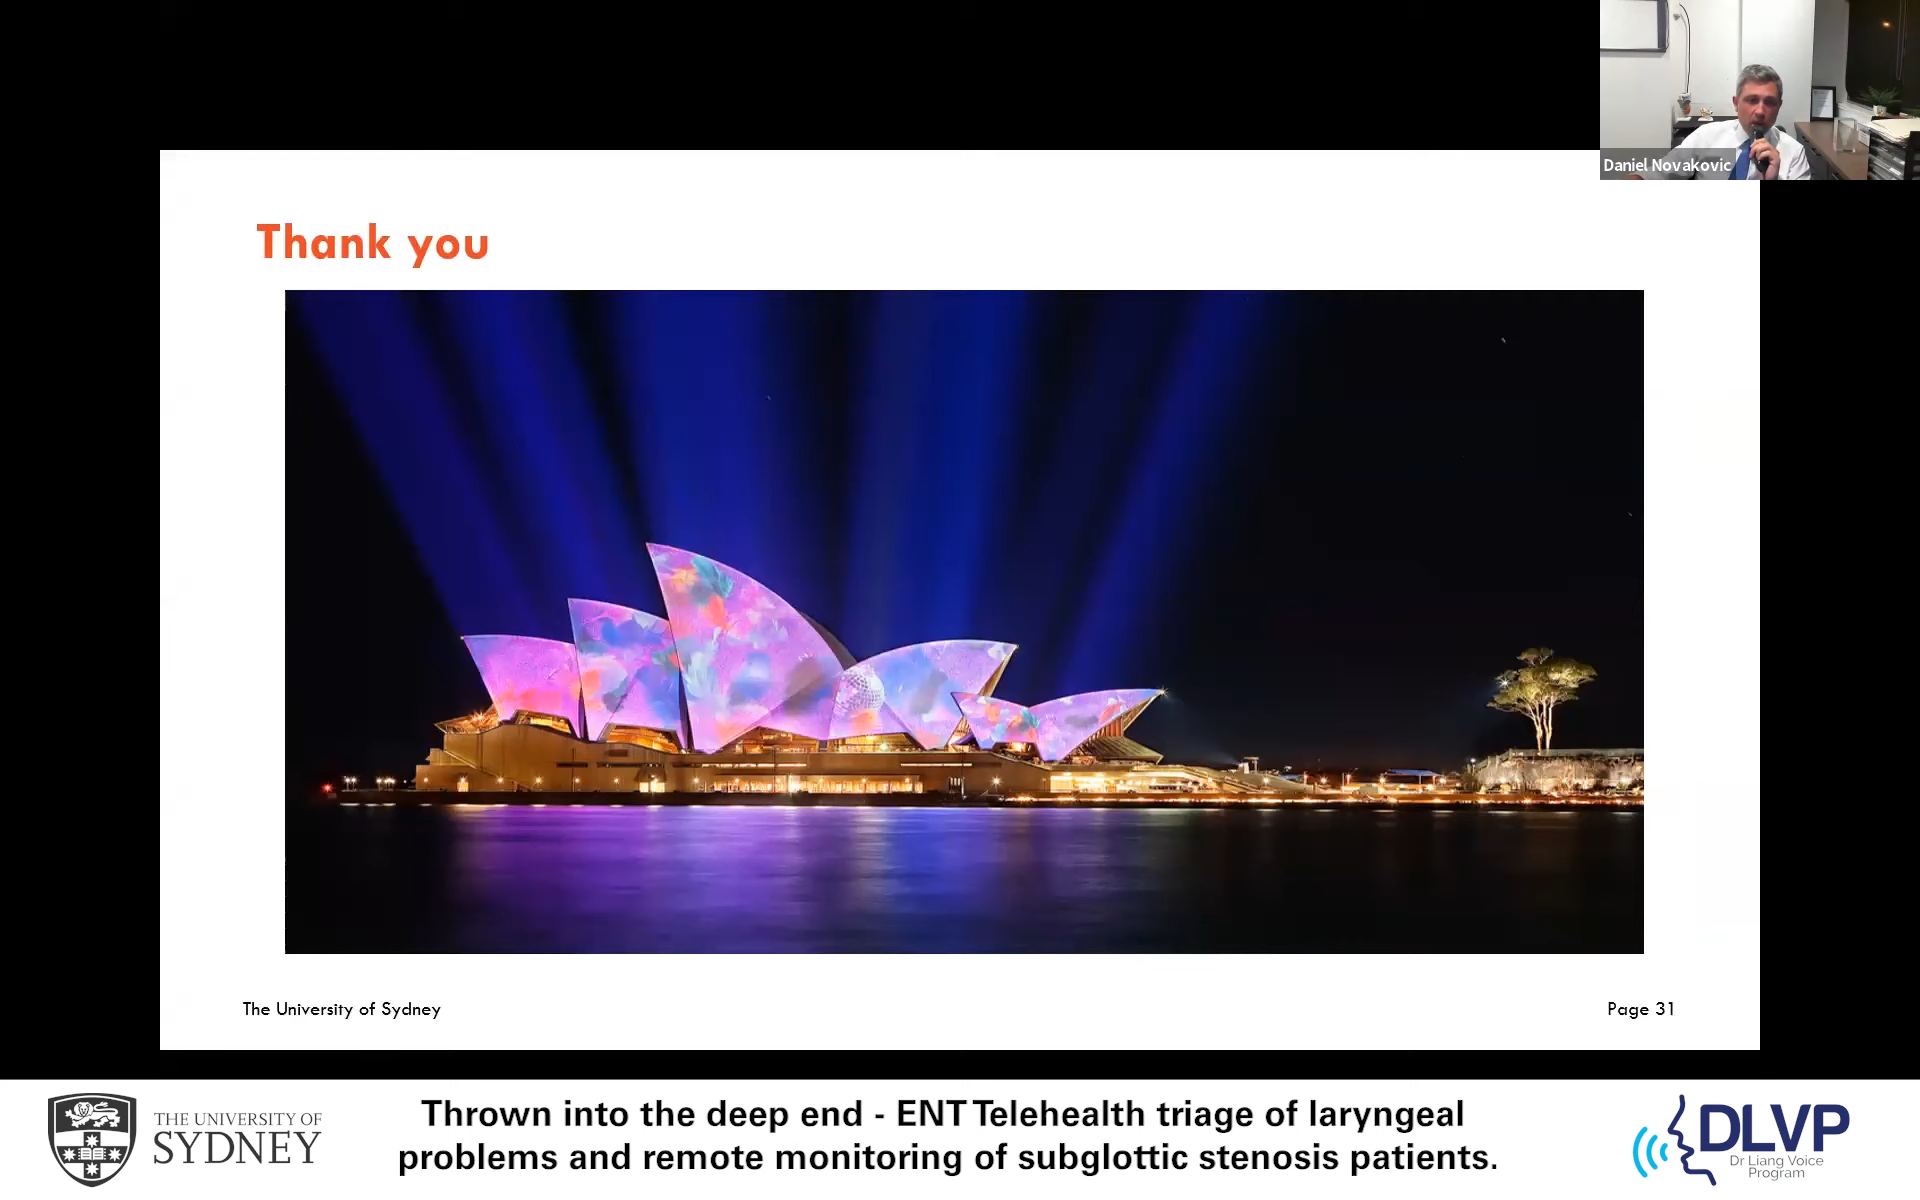 Daniel Novakovic
Thank you
The University of Sydney
Page 31
THE UNIVERSITY OF
SYDNEY
Thrown into the deep end - ENT Telehealth triage of laryngeal
problems and remote monitoring of subglottic stenosis patients.
DLVP
Dr Liang Voice
Program